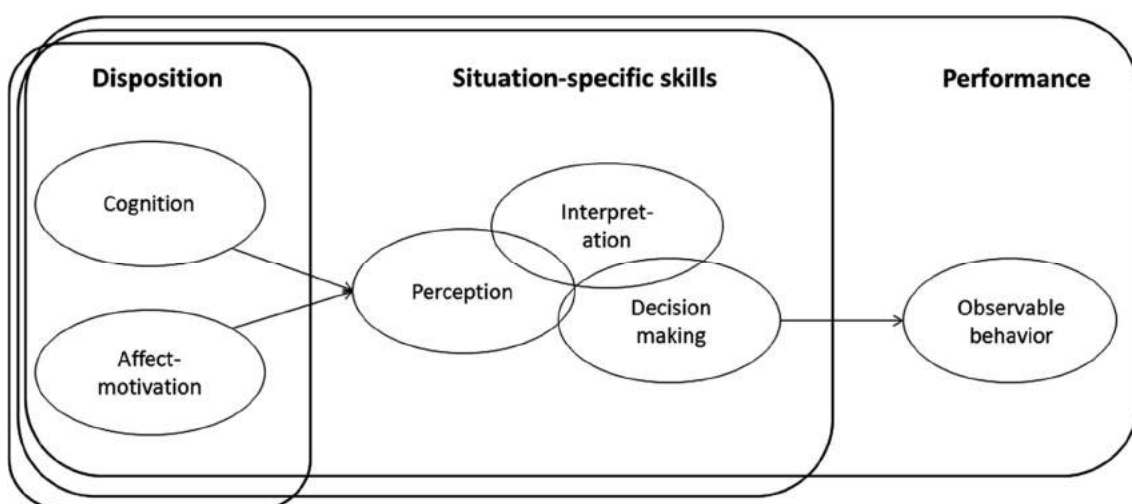 Disposition
Situation-specific skills
Performance
Cognition
Affect-
motivation
Perception
Interpret-
ation
Decision
making
Observable
behavior